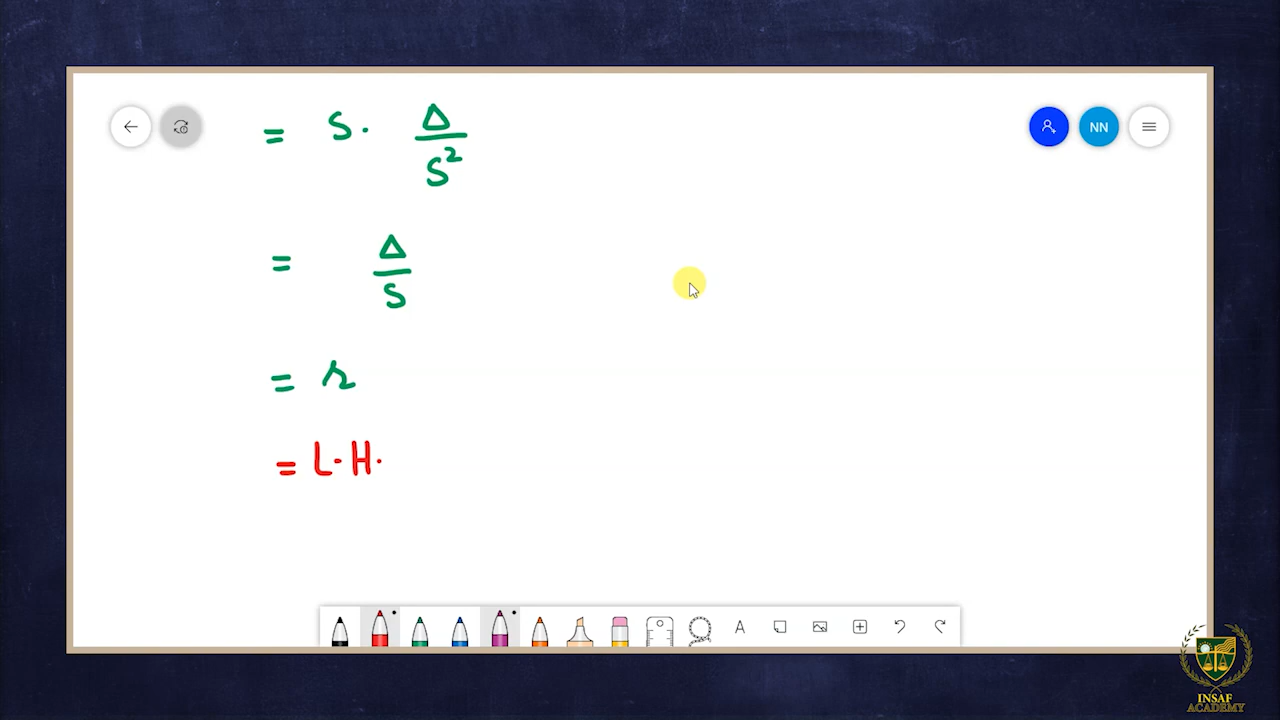 = S · Δ/S²
= Δ/S
= r
= L·H·
NN
A
INSAF
ACADEMY